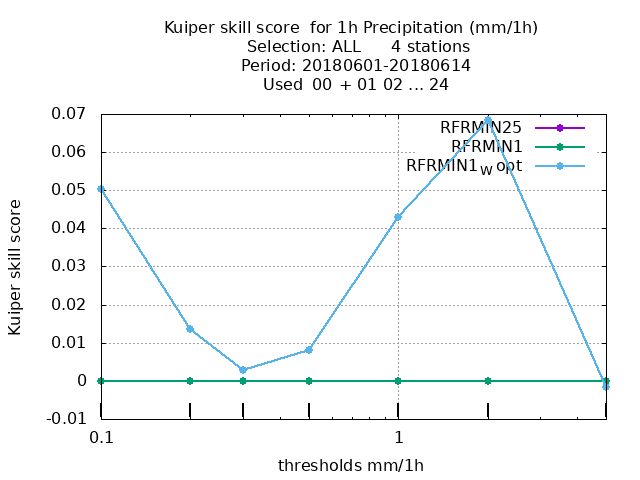 Kuiper skill score  for 1h Precipitation (mm/1h)
Selection: ALL      4 stations
Period: 20180601-20180614
Used  00 + 01 02 ... 24
0.07
0.06
0.05
0.04
0.03
0.02
0.01
0
-0.01
Kuiper skill score
RFRMIN25
RFRMIN1
RFRMIN1wopt
0.1
1
thresholds mm/1h